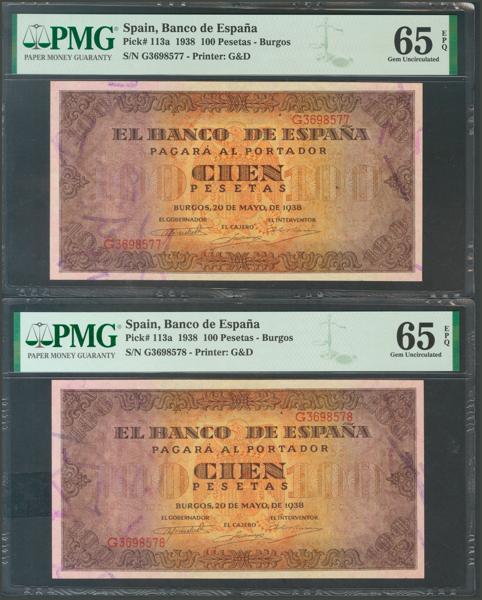 PMG
PAPER MONEY GUARANTY
Spain, Banco de España
Pick# 113a 1938 100 Pesetas - Burgos
S/N G3698577 - Printer: G&D
65 EPQ
Gem Uncirculated
G3698577
EL BANCO DE ESPAÑA
PAGARÁ AL PORTADOR
100 CIEN 100
PESETAS
BURGOS, 20 DE MAYO, DE 1938
EL GOBERNADOR EL CAJERO EL INTERVENTOR
G3698577
PMG
PAPER MONEY GUARANTY
Spain, Banco de España
Pick# 113a 1938 100 Pesetas - Burgos
S/N G3698578 - Printer: G&D
65 EPQ
Gem Uncirculated
G3698578
EL BANCO DE ESPAÑA
PAGARÁ AL PORTADOR
100 CIEN 100
PESETAS
BURGOS, 20 DE MAYO, DE 1938
EL GOBERNADOR EL CAJERO EL INTERVENTOR
G3698578